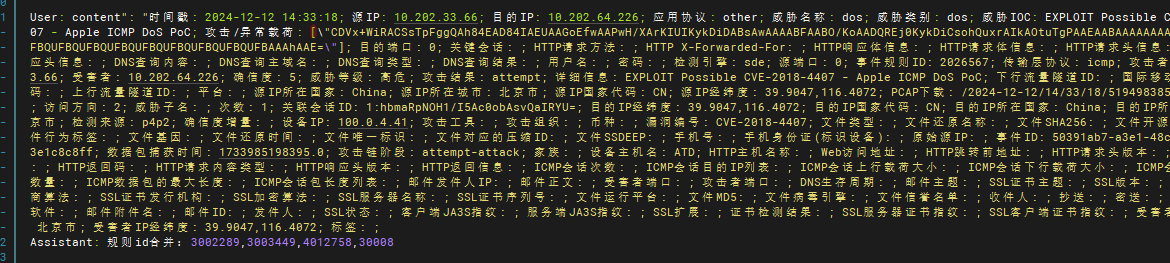 User: content": "时间戳: 2024-12-12 14:33:18; 源IP: 10.202.33.66; 目的IP: 10.202.64.226; 应用协议: other; 威胁名称: dos; 威胁类别: dos; 威胁IOC: EXPLOIT Possible C
07 - Apple ICMP DoS PoC; 攻击/异常载荷: [\"CDVx+WiRACSsTpFggQAh84EAD84IAEUAAGoEfwAAPwH/XArKIUIKykDiDABsAwAAAABFAABO/KoAADQREj0KykDiCsohQuxrAIkAOtuTgPAAEAABAAAAAAAA
FBQUFBQUFBQUFBQUFBQUFBQUFBAAAhAAE=\"]; 目的端口: 0; 关键会话: ; HTTP请求方法: ; HTTP X-Forwarded-For: ; HTTP响应体信息: ; HTTP请求体信息: ; HTTP请求头信息:
应头信息: ; DNS查询内容: ; DNS查询主域名: ; DNS查询类型: ; DNS查询结果: ; 用户名: ; 密码: ; 检测引擎: sde; 源端口: 0; 事件规则ID: 2026567; 传输层协议: icmp; 攻击者
3.66; 受害者: 10.202.64.226; 确信度: 5; 威胁等级: 高危; 攻击结果: attempt; 详细信息: EXPLOIT Possible CVE-2018-4407 - Apple ICMP DoS PoC; 下行流量隧道ID: ; 国际移动
码: ; 上行流量隧道ID: ; 平台: ; 源IP所在国家: China; 源IP所在城市: 北京市; 源IP国家代码: CN; 源IP经纬度: 39.9047,116.4072; PCAP下载: /2024-12-12/14/33/18/519498385
; 访问方向: 2; 威胁子名: ; 次数: 1; 关联会话ID: 1:hbmaRpNOH1/I5Ac0obAsvQaIRYU=; 目的IP经纬度: 39.9047,116.4072; 目的IP国家代码: CN; 目的IP所在国家: China; 目的IP所
京市; 检测来源: p4p2; 确信度增量: ; 设备IP: 100.0.4.41; 攻击工具: ; 攻击组织: ; 币种: ; 漏洞编号: CVE-2018-4407; 文件类型: ; 文件还原名称: ; 文件SHA256: ; 文件开源
件行为标签: ; 文件基因: ; 文件还原时间: ; 文件唯一标识: ; 文件对应的压缩ID: ; 文件SSDEEP: ; 手机号: ; 手机身份证(标识设备): ; 原始源IP: ; 事件ID: 50391ab7-a3e1-48c
3e1c8c8ff; 数据包捕获时间: 1733985198395.0; 攻击链阶段: attempt-attack; 家族: ; 设备主机名: ATD; HTTP主机名称: ; Web访问地址: ; HTTP跳转前地址: ; HTTP请求头版本:
; HTTP返回码: ; HTTP请求内容类型: ; HTTP响应头版本: ; HTTP返回信息: ; ICMP会话次数: ; ICMP会话目的IP列表: ; ICMP会话上行载荷大小: ; ICMP会话下行载荷大小: ; ICMP会
数量: ; ICMP数据包的最大长度: ; ICMP会话包长度列表: ; 邮件发件人IP: ; 邮件正文: ; 受害者端口: ; 攻击者端口: ; DNS生存周期: ; 邮件主题: ; SSL证书主题: ; SSL版本:
商算法: ; SSL证书发行机构: ; SSL加密算法: ; SSL服务器名称: ; SSL证书序列号: ; 文件运行平台: ; 文件MD5: ; 文件病毒引擎: ; 文件信誉名单: ; 收件人: ; 抄送: ; 密送:
软件: ; 邮件附件名: ; 邮件ID: ; 发件人: ; SSL状态: ; 客户端JA3S指纹: ; 服务端JA3S指纹: ; SSL扩展: ; 证书检测结果: ; SSL服务器证书指纹: ; SSL客户端证书指纹: ; 受害者
北京市; 受害者IP经纬度: 39.9047,116.4072; 标签: ;
Assistant: 规则id合并: 3002289,3003449,4012758,30008